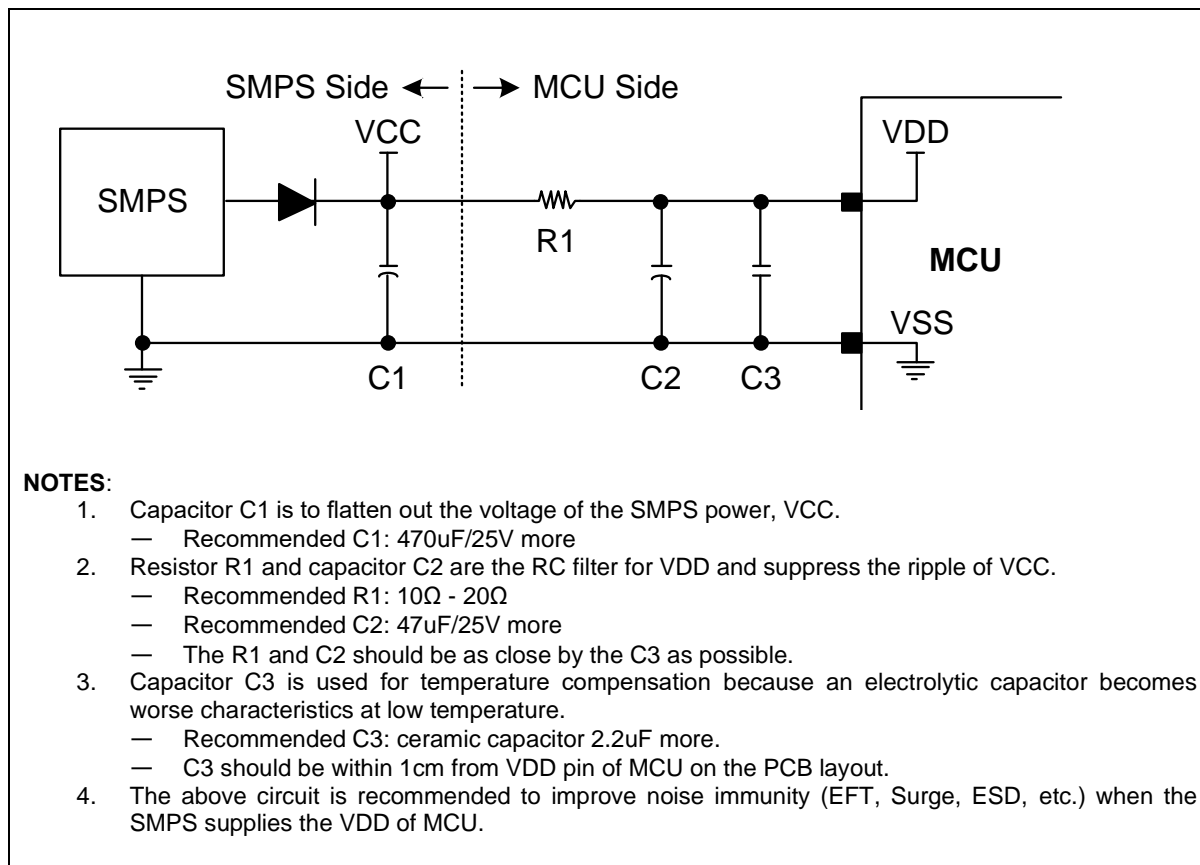 SMPS Side MCU Side
VCC
VDD
SMPS
R1
MCU
VSS
C1
C2
C3
NOTES:
1. Capacitor C1 is to flatten out the voltage of the SMPS power, VCC.
— Recommended C1: 470uF/25V more
2. Resistor R1 and capacitor C2 are the RC filter for VDD and suppress the ripple of VCC.
— Recommended R1: 10Ω - 20Ω
— Recommended C2: 47uF/25V more
— The R1 and C2 should be as close by the C3 as possible.
3. Capacitor C3 is used for temperature compensation because an electrolytic capacitor becomes
worse characteristics at low temperature.
— Recommended C3: ceramic capacitor 2.2uF more.
— C3 should be within 1cm from VDD pin of MCU on the PCB layout.
4. The above circuit is recommended to improve noise immunity (EFT, Surge, ESD, etc.) when the
SMPS supplies the VDD of MCU.